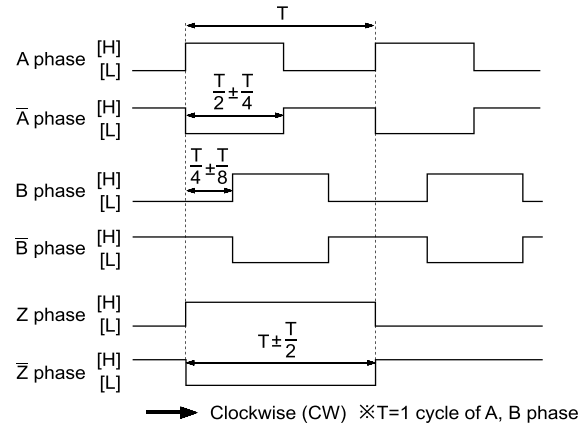 T
A phase [H]
[L]
T/2 ± T/4
A̅ phase [H]
[L]
T/4 ± T/8
B phase [H]
[L]
B̅ phase [H]
[L]
Z phase [H]
[L]
T ± T/2
Z̅ phase [H]
[L]
Clockwise (CW) ※T=1 cycle of A, B phase